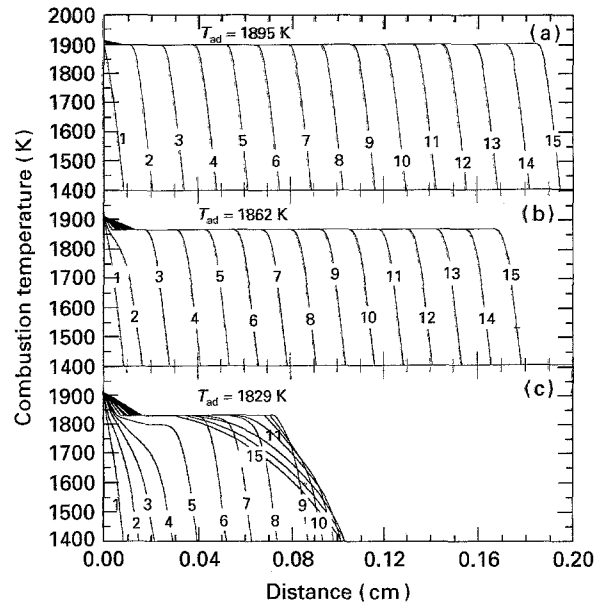 1900 T_ad = 1895 K (a)
2000
1900
1800
1700
1600
1500
1400
1 2 3 4 5 6 7 8 9 10 11 12 13 14 15
T_ad = 1862 K (b)
1900
1800
1700
1600
1500
1400
1 2 3 4 5 6 7 8 9 10 11 12 13 14 15
T_ad = 1829 K (c)
1900
1800
1700
1600
1500
1400
1 2 3 4 5 6 7 8 9 10 11 15
0.00 0.04 0.08 0.12 0.16 0.20
Distance (cm)
Combustion temperature (K)